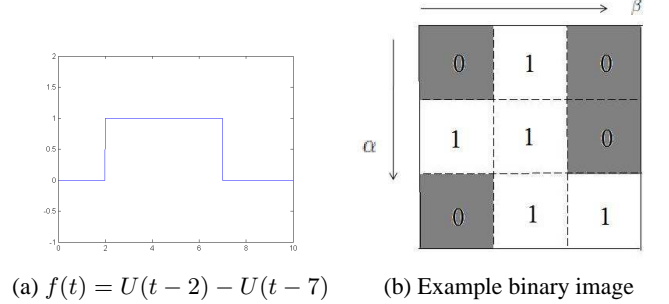 2
1.5
1
0.5
0
-0.5
-1
0 2 4 6 8 10
β
α
0 1 0
1 1 0
0 1 1
(a) f(t) = U(t − 2) − U(t − 7)
(b) Example binary image